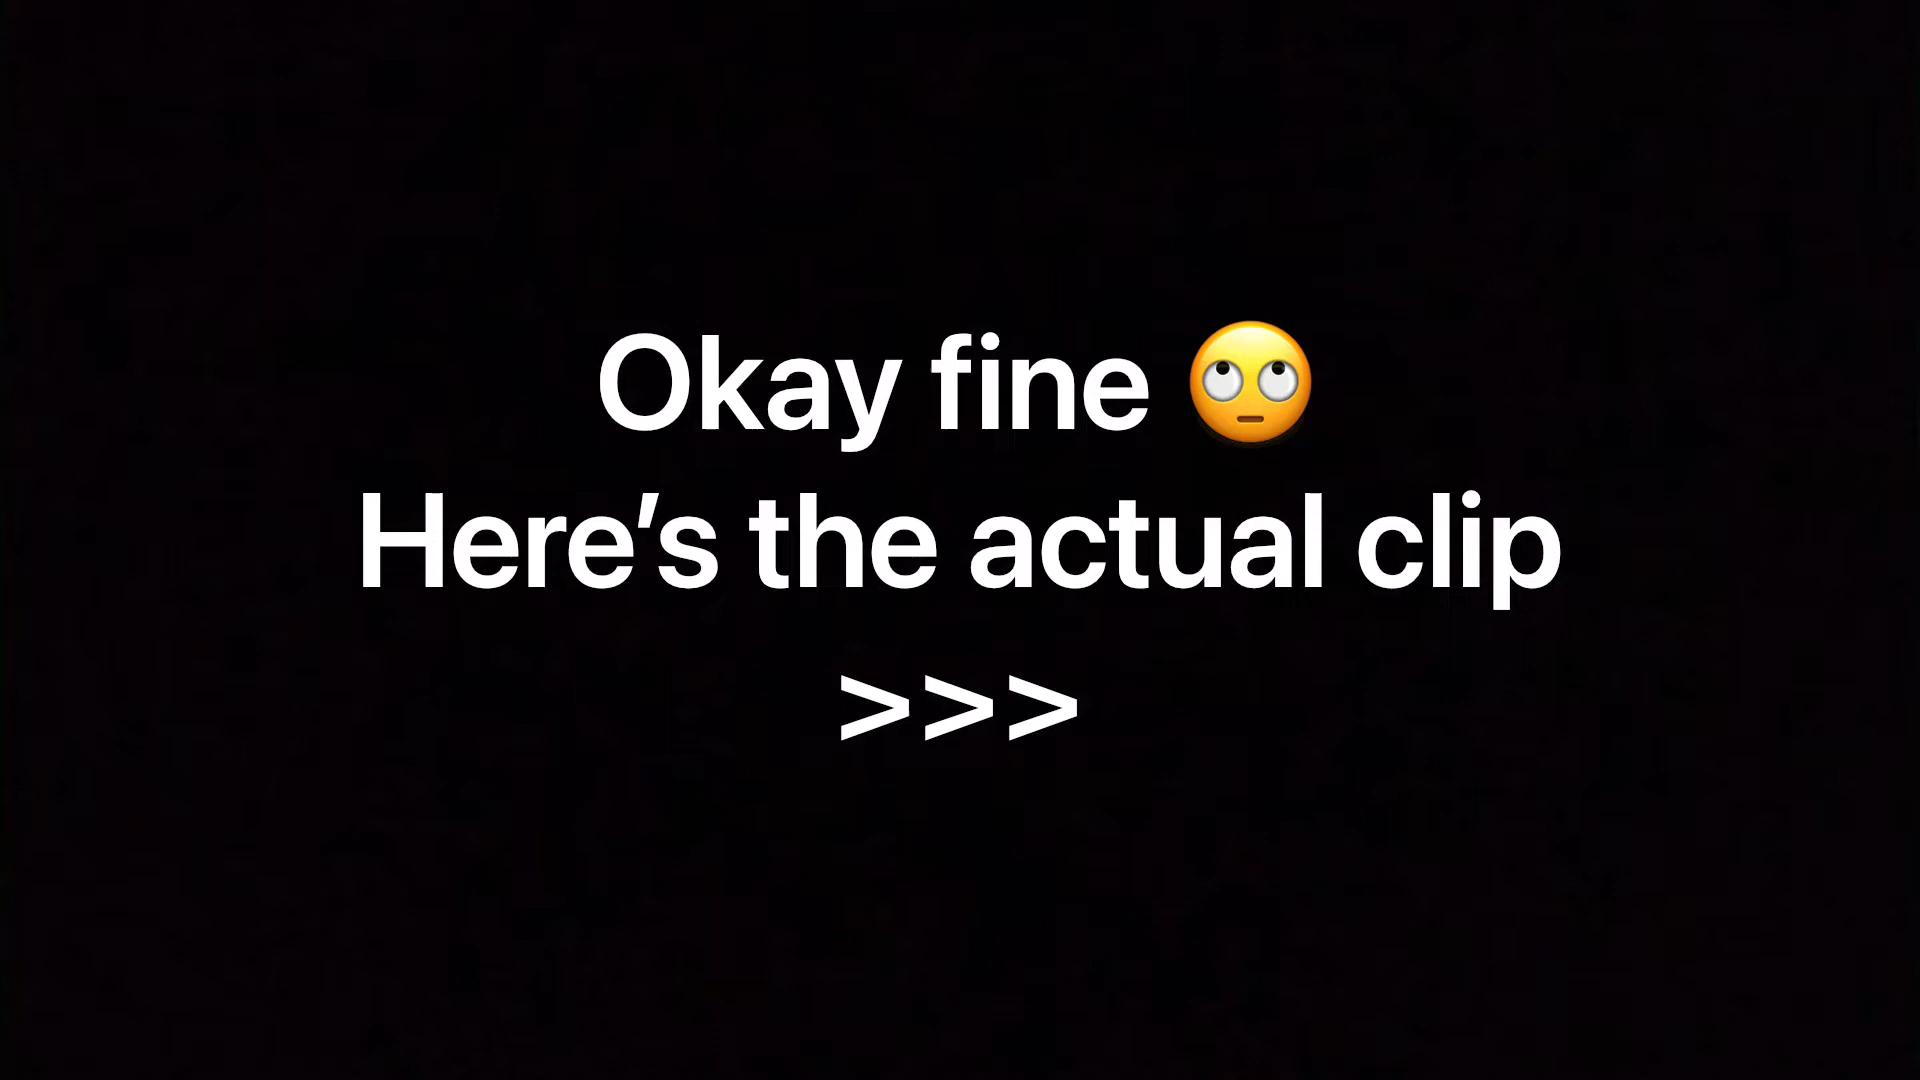 Okay fine 🙄
Here’s the actual clip
>>>